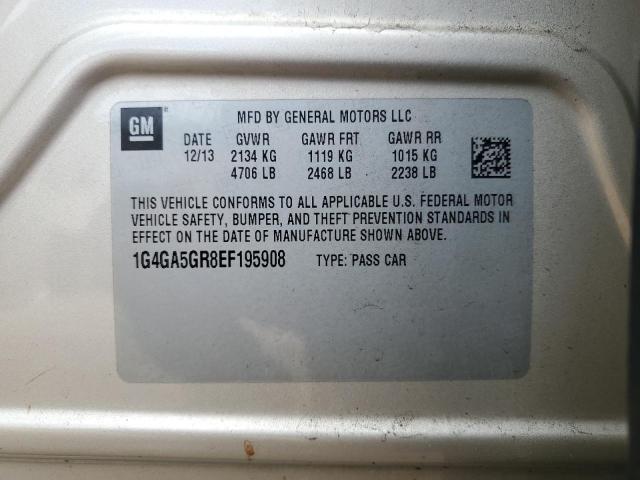 GM
MFD BY GENERAL MOTORS LLC
DATE GVWR GAWR FRT GAWR RR
12/13 2134 KG 1119 KG 1015 KG
4706 LB 2468 LB 2238 LB
THIS VEHICLE CONFORMS TO ALL APPLICABLE U.S. FEDERAL MOTOR
VEHICLE SAFETY, BUMPER, AND THEFT PREVENTION STANDARDS IN
EFFECT ON THE DATE OF MANUFACTURE SHOWN ABOVE.
1G4GA5GR8EF195908 TYPE: PASS CAR